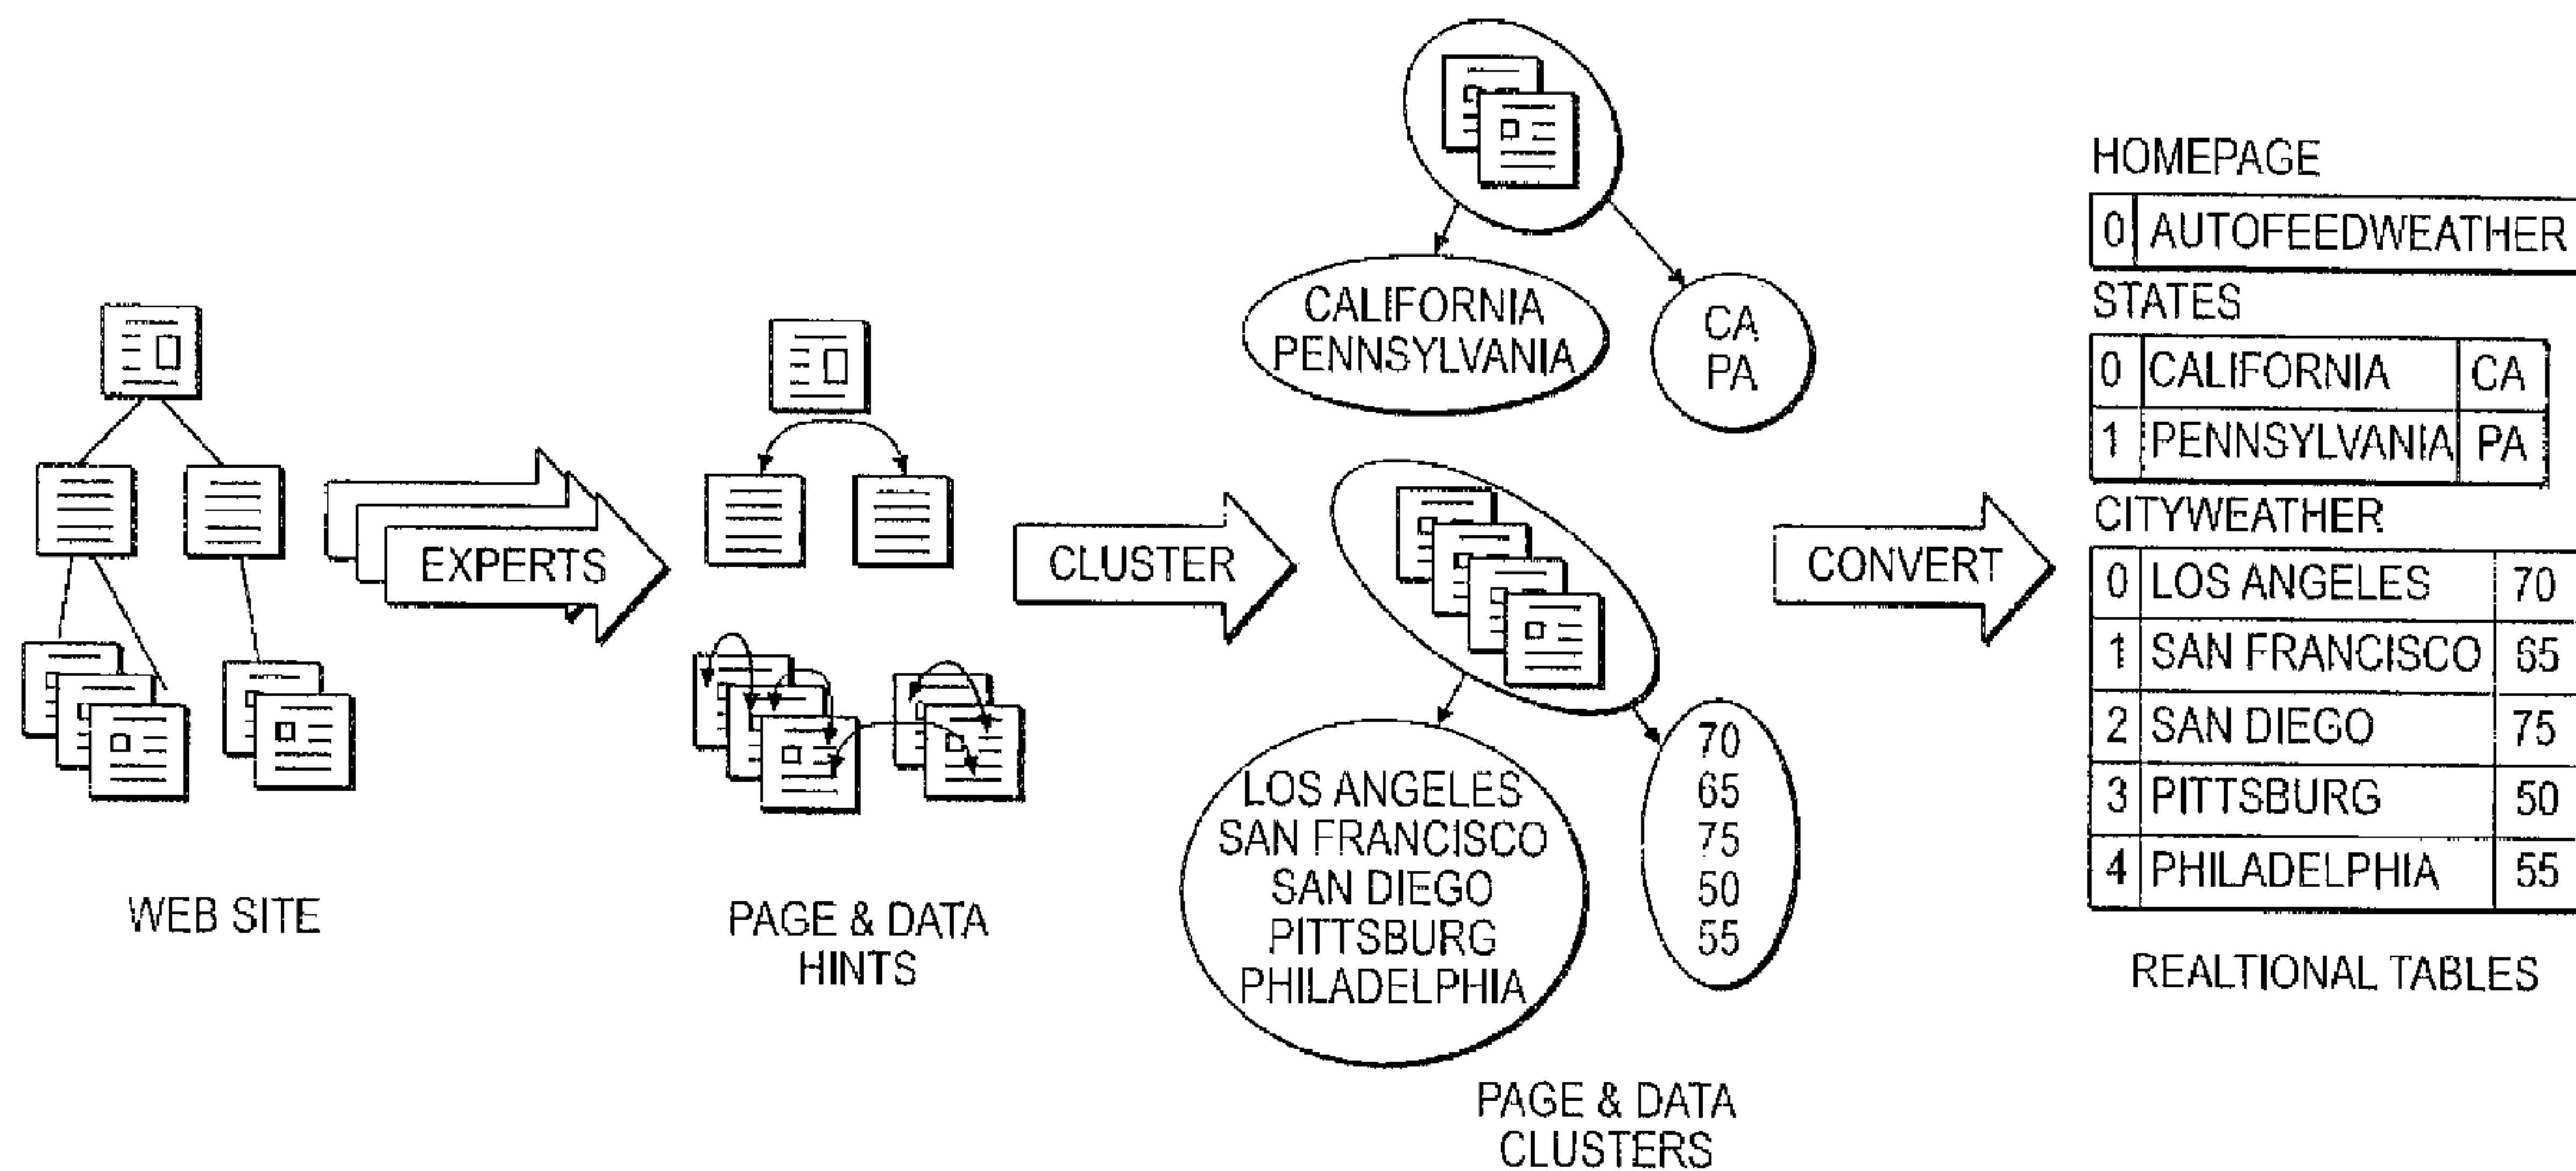 WEB SITE
EXPERTS
PAGE & DATA
HINTS
CLUSTER
CALIFORNIA
PENNSYLVANIA
CA
PA
LOS ANGELES
SAN FRANCISCO
SAN DIEGO
PITTSBURG
PHILADELPHIA
70
65
75
50
55
PAGE & DATA
CLUSTERS
CONVERT
HOMEPAGE
0 AUTOFEEDWEATHER
STATES
0 CALIFORNIA CA
1 PENNSYLVANIA PA
CITYWEATHER
0 LOS ANGELES 70
1 SAN FRANCISCO 65
2 SAN DIEGO 75
3 PITTSBURG 50
4 PHILADELPHIA 55
REALTIONAL TABLES